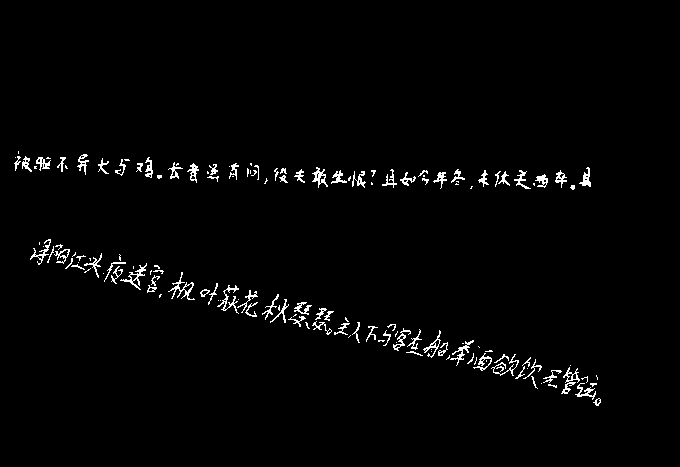 被驱不异犬与鸡。长者虽有问,役夫敢生恨?且如今年冬,未休关西卒。县
浔阳江头夜送客,枫叶荻花秋瑟瑟。主人下马客在船,举酒欲饮无管弦。